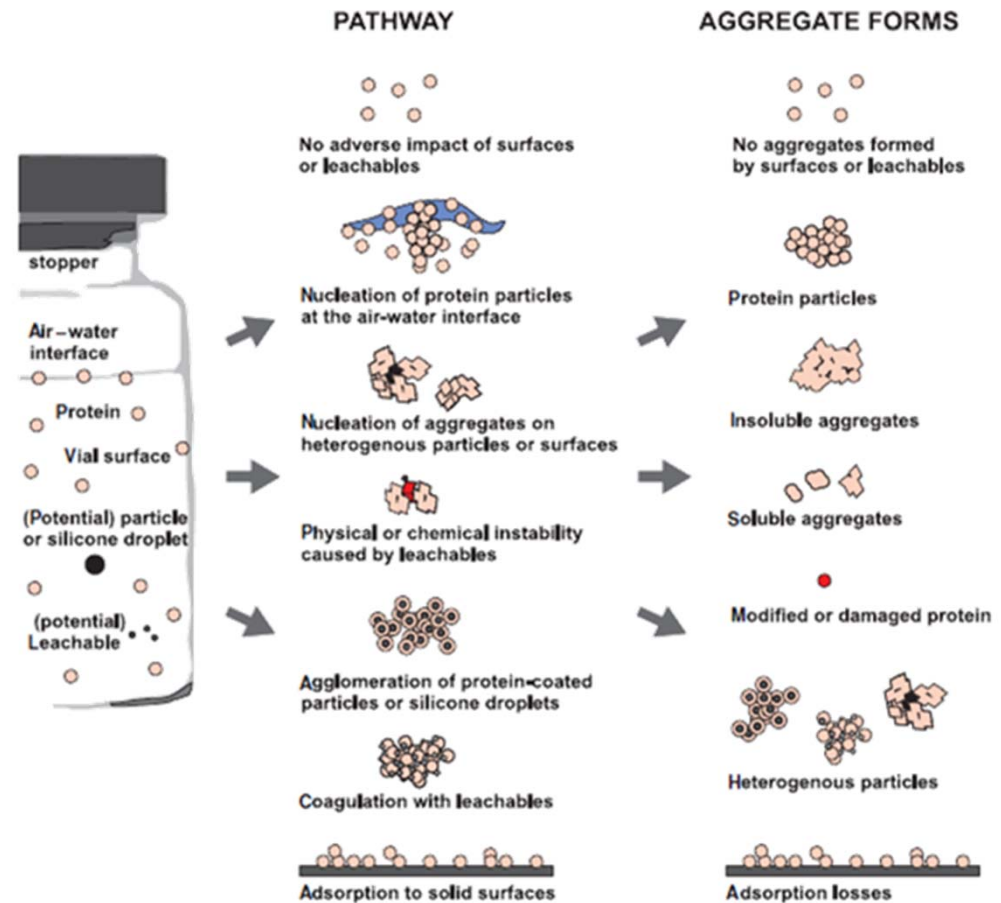 PATHWAY
AGGREGATE FORMS
stopper
Air–water
interface
Protein
Vial surface
(Potential) particle
or silicone droplet
(potential)
Leachable
No adverse impact of surfaces
or leachables
Nucleation of protein particles
at the air-water interface
Nucleation of aggregates on
heterogenous particles or surfaces
Physical or chemical instability
caused by leachables
Agglomeration of protein-coated
particles or silicone droplets
Coagulation with leachables
Adsorption to solid surfaces
No aggregates formed
by surfaces or leachables
Protein particles
Insoluble aggregates
Soluble aggregates
Modified or damaged protein
Heterogenous particles
Adsorption losses